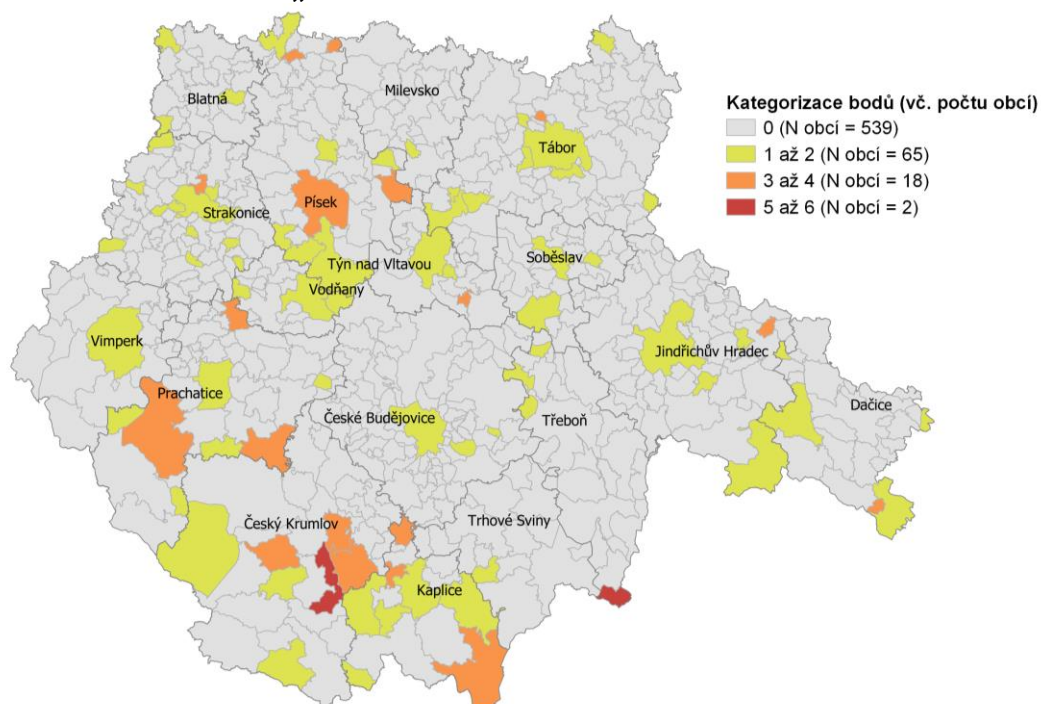 Blatná
Milevsko
Tábor
Strakonice
Písek
Týn nad Vltavou
Vodňany
Soběslav
Vimperk
Prachatice
Jindřichův Hradec
Dačice
České Budějovice
Třeboň
Český Krumlov
Trhové Sviny
Kaplice
Kategorizace bodů (vč. počtu obcí)
0 (N obcí = 539)
1 až 2 (N obcí = 65)
3 až 4 (N obcí = 18)
5 až 6 (N obcí = 2)